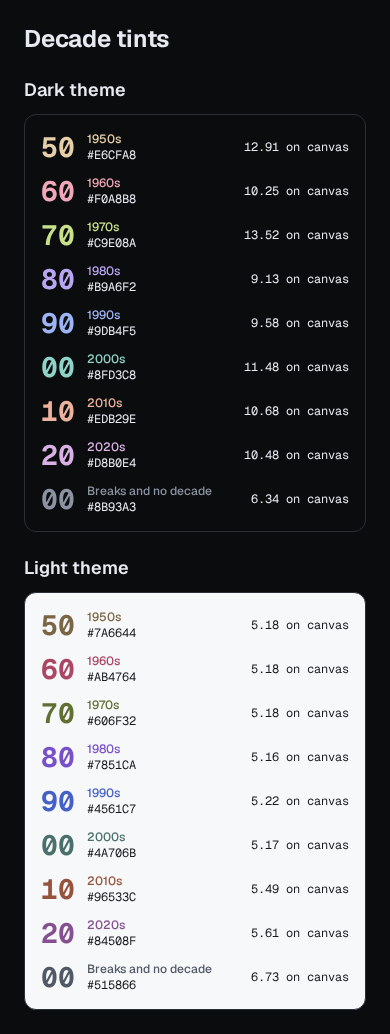 Decade tints
Dark theme
50 1950s 12.91 on canvas
#E6CFA8
60 1960s 10.25 on canvas
#F0A8B8
70 1970s 13.52 on canvas
#C9E08A
80 1980s 9.13 on canvas
#B9A6F2
90 1990s 9.58 on canvas
#9DB4F5
00 2000s 11.48 on canvas
#8FD3C8
10 2010s 10.68 on canvas
#EDB29E
20 2020s 10.48 on canvas
#D8B0E4
00 Breaks and no decade 6.34 on canvas
#8B93A3
Light theme
50 1950s 5.18 on canvas
#7A6644
60 1960s 5.18 on canvas
#AB4764
70 1970s 5.18 on canvas
#606F32
80 1980s 5.16 on canvas
#7851CA
90 1990s 5.22 on canvas
#4561C7
00 2000s 5.17 on canvas
#4A706B
10 2010s 5.49 on canvas
#96533C
20 2020s 5.61 on canvas
#84508F
00 Breaks and no decade 6.73 on canvas
#515866